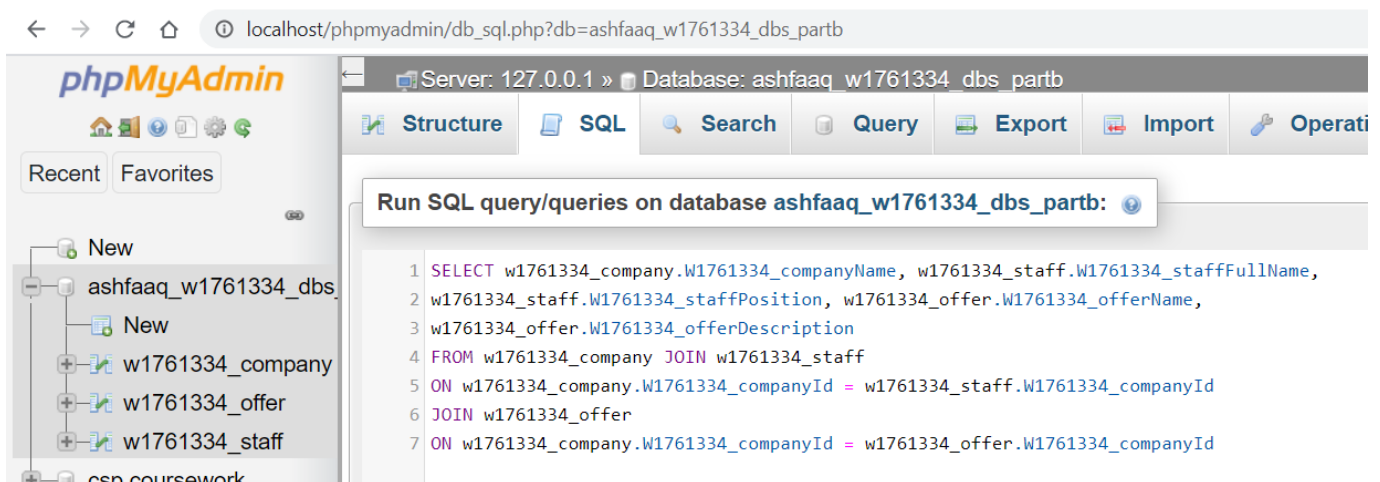 localhost/phpmyadmin/db_sql.php?db=ashfaaq_w1761334_dbs_partb
phpMyAdmin
Recent Favorites
New
ashfaaq_w1761334_dbs_
New
w1761334_company
w1761334_offer
w1761334_staff
csp coursework
Server: 127.0.0.1 » Database: ashfaaq_w1761334_dbs_partb
Structure SQL Search Query Export Import Operati
Run SQL query/queries on database ashfaaq_w1761334_dbs_partb:
1 SELECT w1761334_company.W1761334_companyName, w1761334_staff.W1761334_staffFullName,
2 w1761334_staff.W1761334_staffPosition, w1761334_offer.W1761334_offerName,
3 w1761334_offer.W1761334_offerDescription
4 FROM w1761334_company JOIN w1761334_staff
5 ON w1761334_company.W1761334_companyId = w1761334_staff.W1761334_companyId
6 JOIN w1761334_offer
7 ON w1761334_company.W1761334_companyId = w1761334_offer.W1761334_companyId